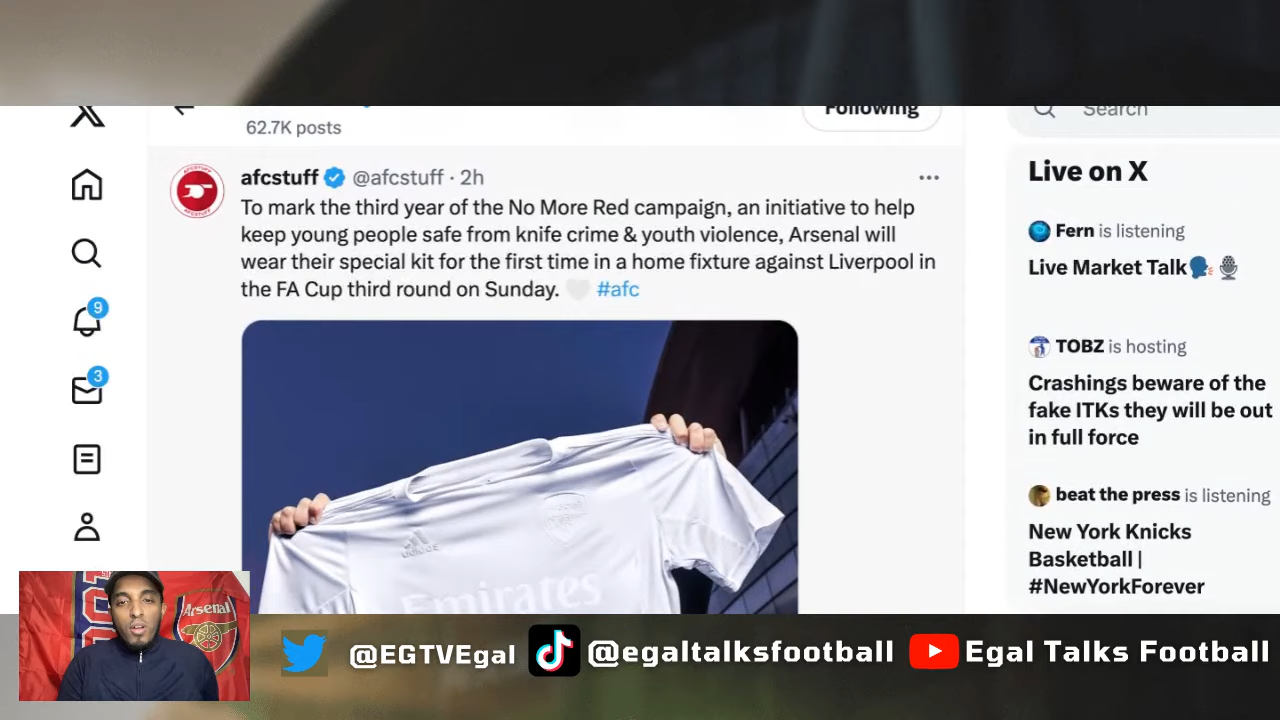 Following
Search
62.7K posts
afcstuff @afcstuff · 2h
To mark the third year of the No More Red campaign, an initiative to help
keep young people safe from knife crime & youth violence, Arsenal will
wear their special kit for the first time in a home fixture against Liverpool in
the FA Cup third round on Sunday. 🤍 #afc
9
3
adidas
Emirates
Live on X
Fern is listening
Live Market Talk🗣️🎙️
TOBZ is hosting
Crashings beware of the
fake ITKs they will be out
in full force
beat the press is listening
New York Knicks
Basketball |
#NewYorkForever
Arsenal
@EGTVEgal
@egaltalksfootball
Egal Talks Football